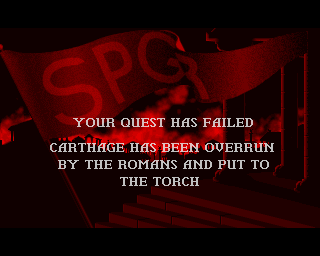 SPQR
YOUR QUEST HAS FAILED
CARTHAGE HAS BEEN OVERRUN
BY THE ROMANS AND PUT TO
THE TORCH